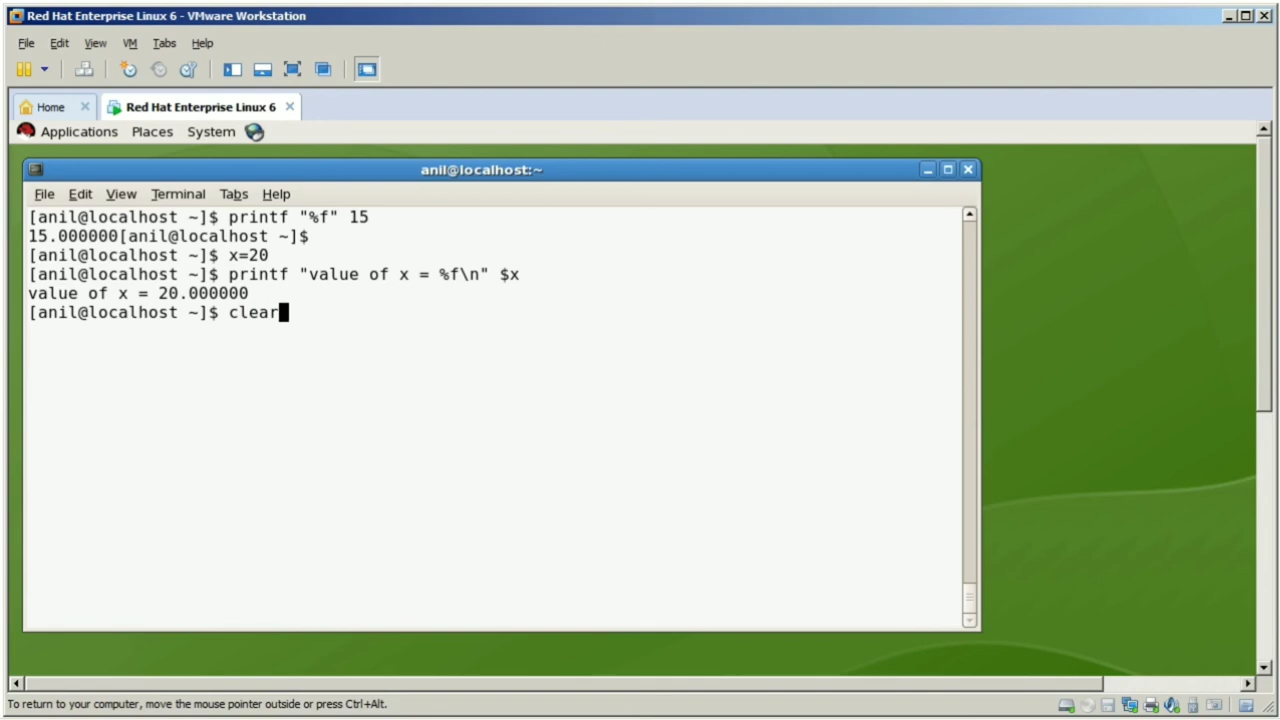 Red Hat Enterprise Linux 6 - VMware Workstation
File Edit View VM Tabs Help
Home Red Hat Enterprise Linux 6
Applications Places System
anil@localhost:~
File Edit View Terminal Tabs Help
[anil@localhost ~]$ printf "%f" 15
15.000000[anil@localhost ~]$
[anil@localhost ~]$ x=20
[anil@localhost ~]$ printf "value of x = %f\n" $x
value of x = 20.000000
[anil@localhost ~]$ clear
To return to your computer, move the mouse pointer outside or press Ctrl+Alt.